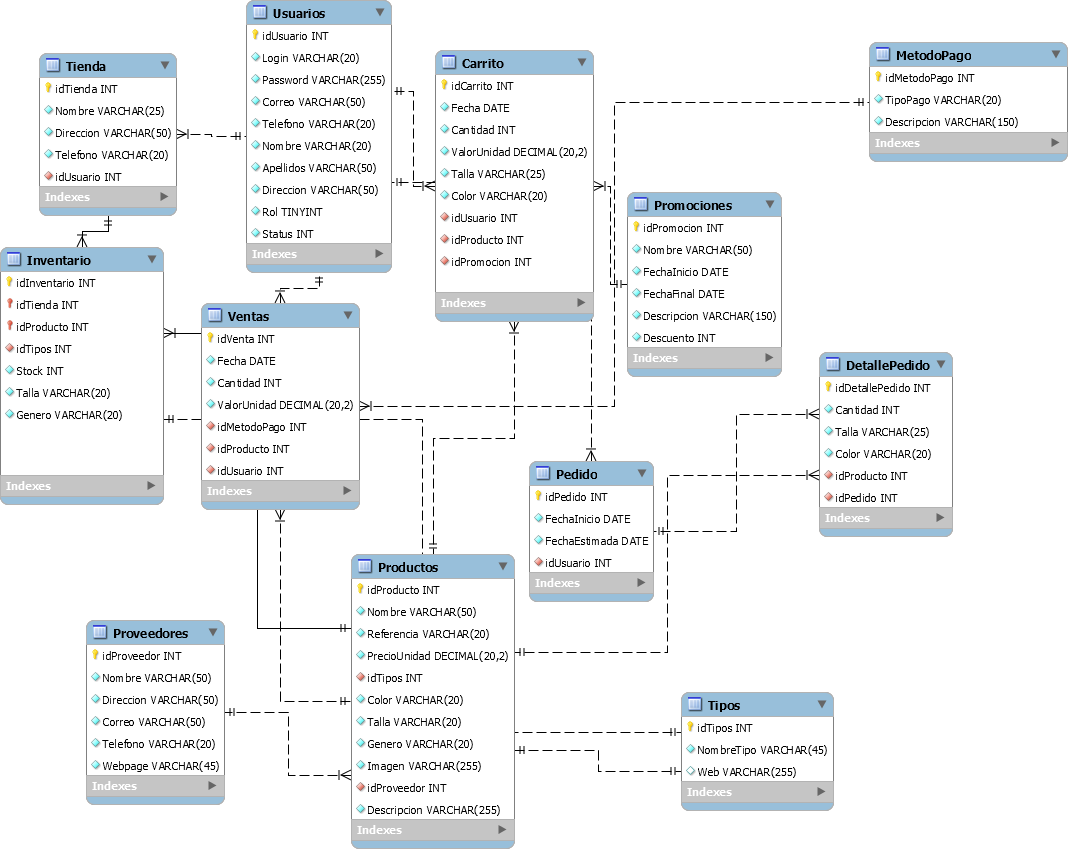 Usuarios
idUsuario INT
Login VARCHAR(20)
Password VARCHAR(255)
Correo VARCHAR(50)
Telefono VARCHAR(20)
Nombre VARCHAR(20)
Apellidos VARCHAR(50)
Direccion VARCHAR(50)
Rol TINYINT
Status INT
Indexes
Tienda
idTienda INT
Nombre VARCHAR(25)
Direccion VARCHAR(50)
Telefono VARCHAR(20)
idUsuario INT
Indexes
Carrito
idCarrito INT
Fecha DATE
Cantidad INT
ValorUnidad DECIMAL(20,2)
Talla VARCHAR(25)
Color VARCHAR(20)
idUsuario INT
idProducto INT
idPromocion INT
Indexes
MetodoPago
idMetodoPago INT
TipoPago VARCHAR(20)
Descripcion VARCHAR(150)
Indexes
Promociones
idPromocion INT
Nombre VARCHAR(50)
FechaInicio DATE
FechaFinal DATE
Descripcion VARCHAR(150)
Descuento INT
Indexes
Inventario
idInventario INT
idTienda INT
idProducto INT
idTipos INT
Stock INT
Talla VARCHAR(20)
Genero VARCHAR(20)
Indexes
Ventas
idVenta INT
Fecha DATE
Cantidad INT
ValorUnidad DECIMAL(20,2)
idMetodoPago INT
idProducto INT
idUsuario INT
Indexes
DetallePedido
idDetallePedido INT
Cantidad INT
Talla VARCHAR(25)
Color VARCHAR(20)
idProducto INT
idPedido INT
Indexes
Pedido
idPedido INT
FechaInicio DATE
FechaEstimada DATE
idUsuario INT
Indexes
Productos
idProducto INT
Nombre VARCHAR(50)
Referencia VARCHAR(20)
PrecioUnidad DECIMAL(20,2)
idTipos INT
Color VARCHAR(20)
Talla VARCHAR(20)
Genero VARCHAR(20)
Imagen VARCHAR(255)
idProveedor INT
Descripcion VARCHAR(255)
Indexes
Proveedores
idProveedor INT
Nombre VARCHAR(50)
Direccion VARCHAR(50)
Correo VARCHAR(50)
Telefono VARCHAR(20)
Webpage VARCHAR(45)
Indexes
Tipos
idTipos INT
NombreTipo VARCHAR(45)
Web VARCHAR(255)
Indexes